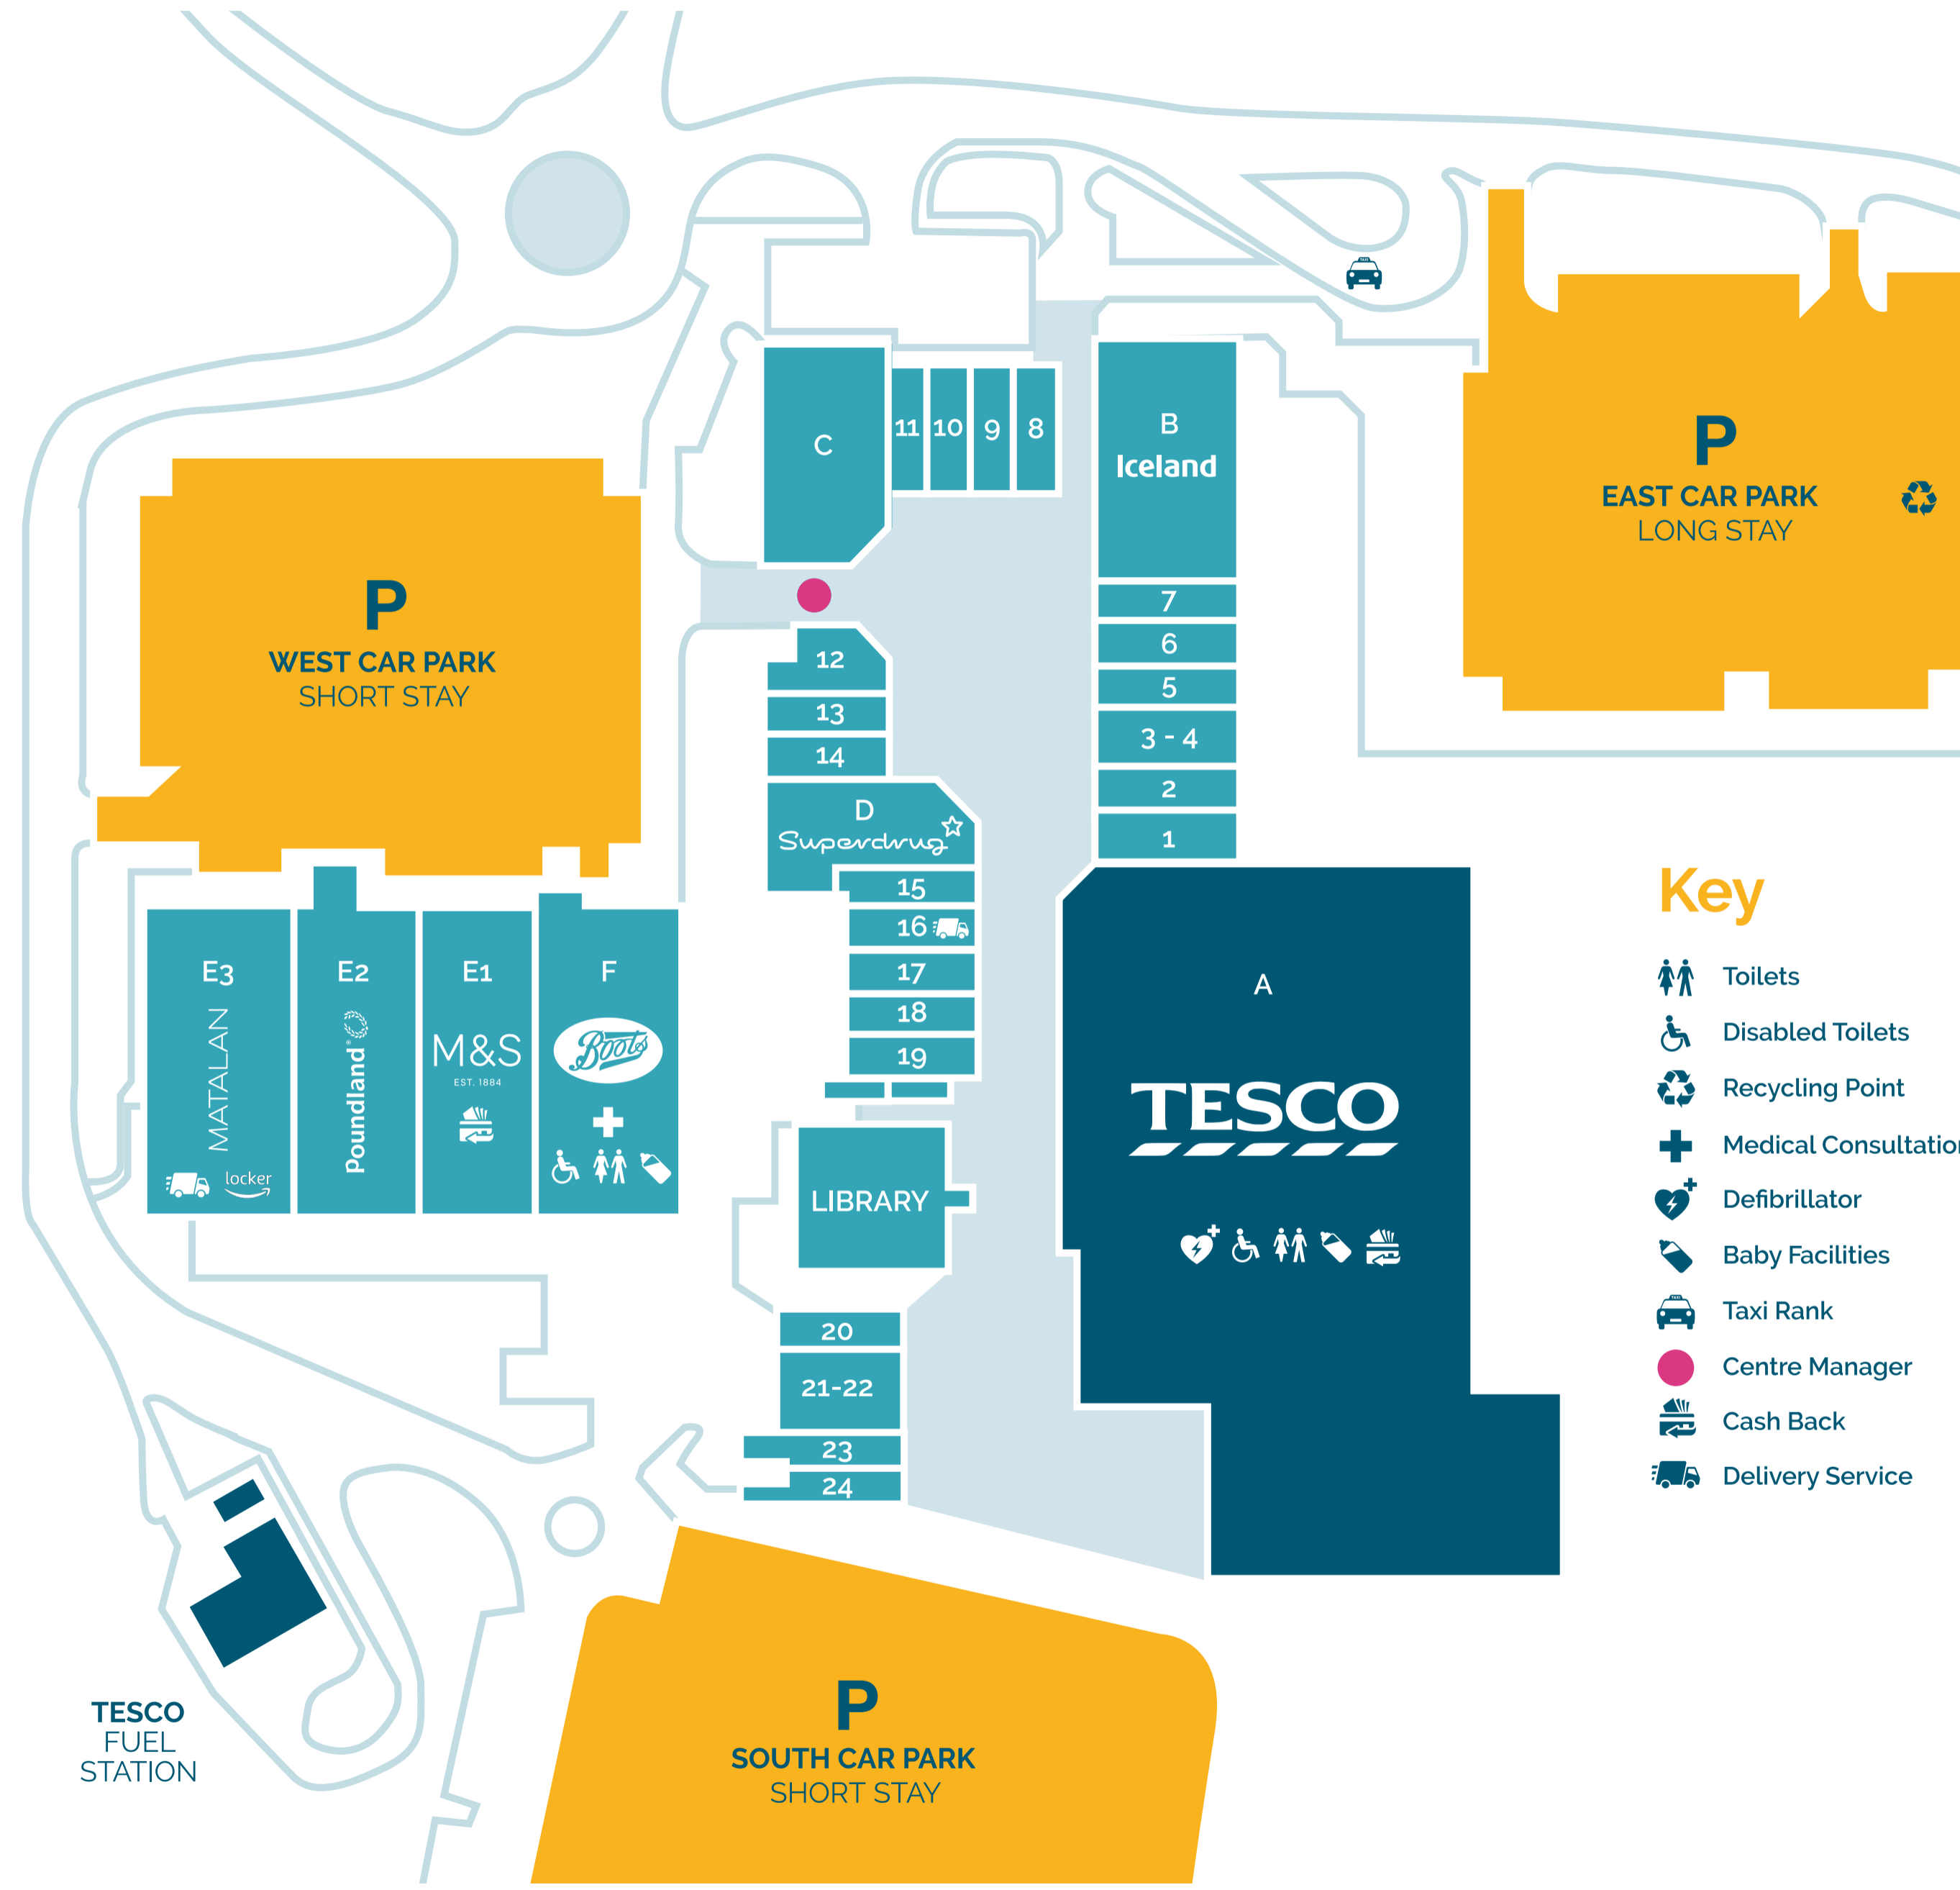 C
11
10
9
8
B
Iceland
7
6
5
3 - 4
2
1
P
EAST CAR PARK
LONG STAY
P
WEST CAR PARK
SHORT STAY
12
13
14
D
Superdrug
15
16
17
18
19
E3
MATALAN
locker
E2
Poundland
E1
M&S
EST. 1884
F
Boots
LIBRARY
20
21-22
23
24
A
TESCO
Key
Toilets
Disabled Toilets
Recycling Point
Medical Consultatio
Defibrillator
Baby Facilities
TAXI
Taxi Rank
Centre Manager
Cash Back
Delivery Service
TESCO
FUEL
STATION
P
SOUTH CAR PARK
SHORT STAY